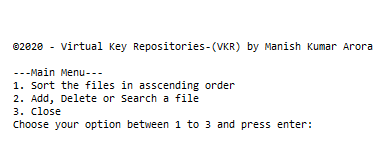 ©2020 - Virtual Key Repositories-(VKR) by Manish Kumar Arora
---Main Menu---
1. Sort the files in asscending order
2. Add, Delete or Search a file
3. Close
Choose your option between 1 to 3 and press enter: